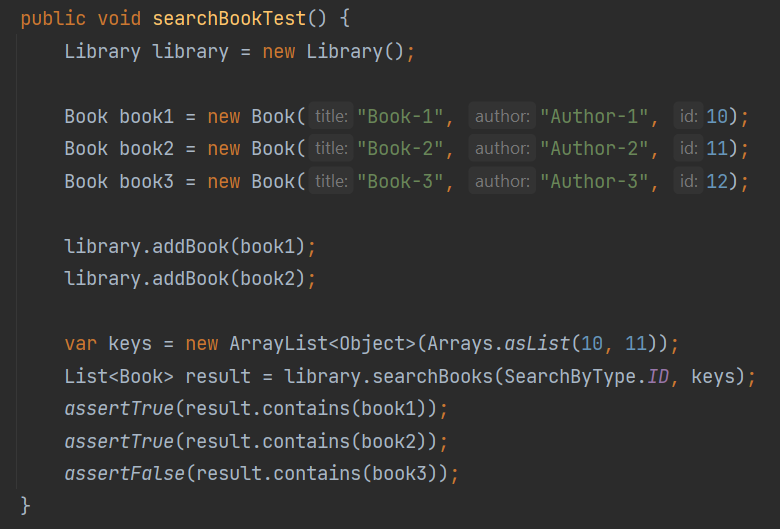 public void searchBookTest() {
Library library = new Library();
Book book1 = new Book( title: "Book-1", author: "Author-1", id: 10);
Book book2 = new Book( title: "Book-2", author: "Author-2", id: 11);
Book book3 = new Book( title: "Book-3", author: "Author-3", id: 12);
library.addBook(book1);
library.addBook(book2);
var keys = new ArrayList<Object>(Arrays.asList(10, 11));
List<Book> result = library.searchBooks(SearchByType.ID, keys);
assertTrue(result.contains(book1));
assertTrue(result.contains(book2));
assertFalse(result.contains(book3));
}